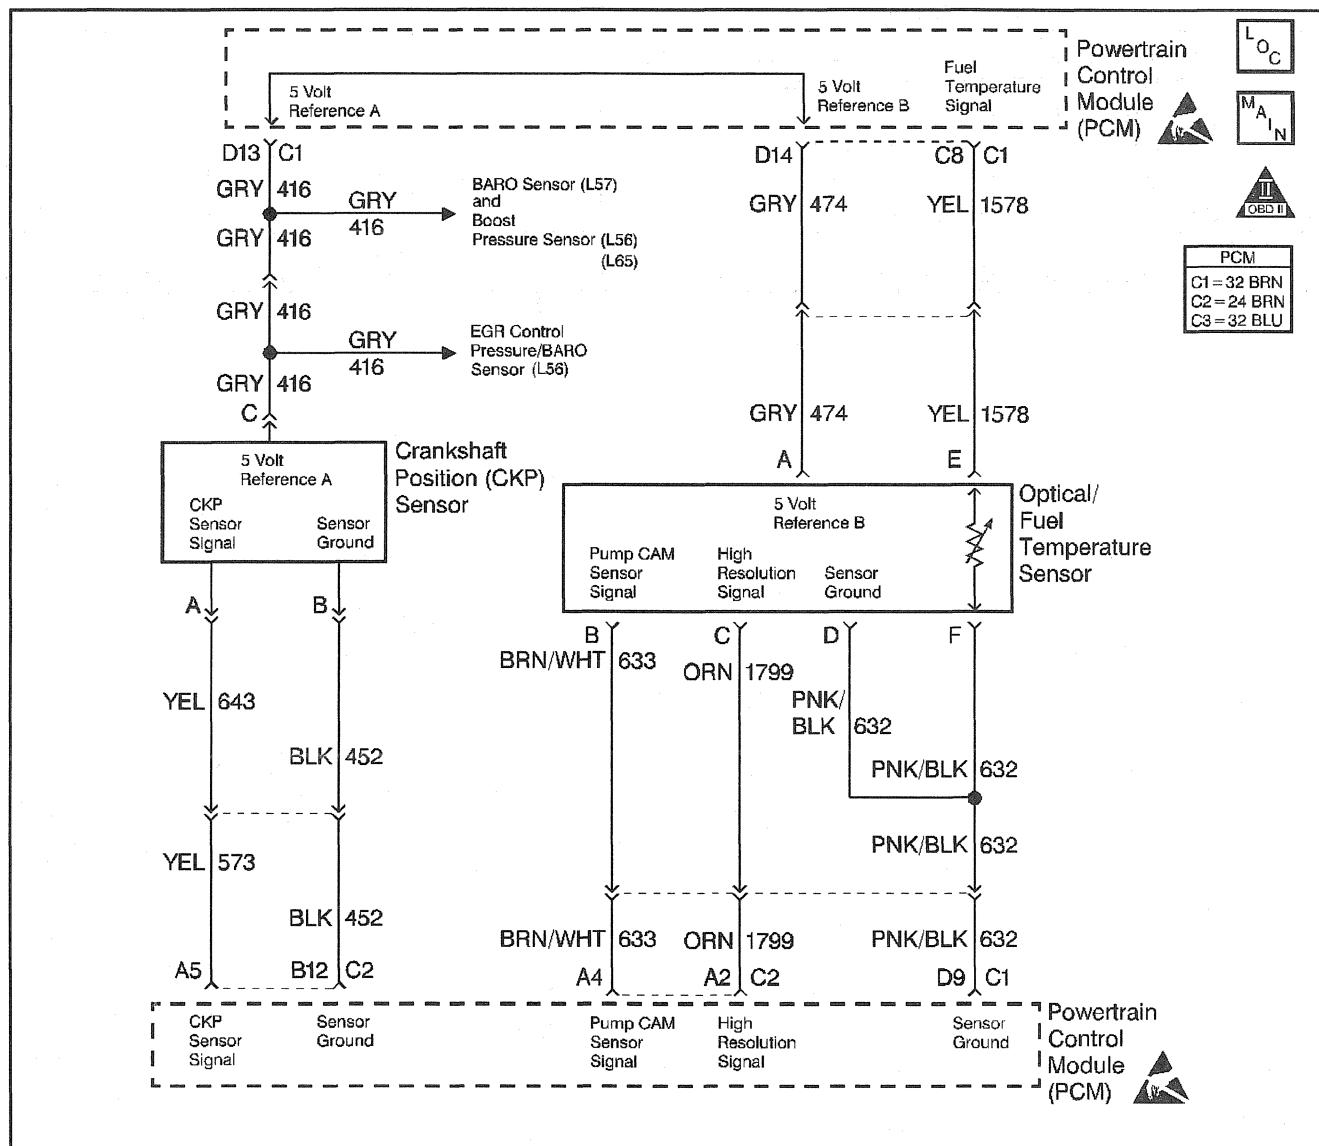 5 Volt
Reference A
5 Volt
Reference B
Fuel
Temperature
Signal
Powertrain
Control
Module
(PCM)
LOC
MAIN
II
OBD II
PCM
C1=32 BRN
C2=24 BRN
C3=32 BLU
D13 C1
D14
C8 C1
GRY 416
GRY
416
BARO Sensor (L57)
and
Boost
Pressure Sensor (L56)
(L65)
GRY 416
GRY 474
YEL 1578
GRY 416
GRY
416
EGR Control
Pressure/BARO
Sensor (L56)
GRY 416
C
GRY 474
YEL 1578
A
E
5 Volt
Reference A
CKP
Sensor
Signal
Sensor
Ground
Crankshaft
Position (CKP)
Sensor
5 Volt
Reference B
Pump CAM
Sensor
Signal
High
Resolution
Signal
Sensor
Ground
Optical/
Fuel
Temperature
Sensor
A
B
B
C
D
F
BRN/WHT 633
ORN 1799
PNK/
BLK 632
YEL 643
BLK 452
PNK/BLK 632
PNK/BLK 632
YEL 573
BLK 452
BRN/WHT 633
ORN 1799
PNK/BLK 632
A5
B12 C2
A4
A2 C2
D9 C1
CKP
Sensor
Signal
Sensor
Ground
Pump CAM
Sensor
Signal
High
Resolution
Signal
Sensor
Ground
Powertrain
Control
Module
(PCM)